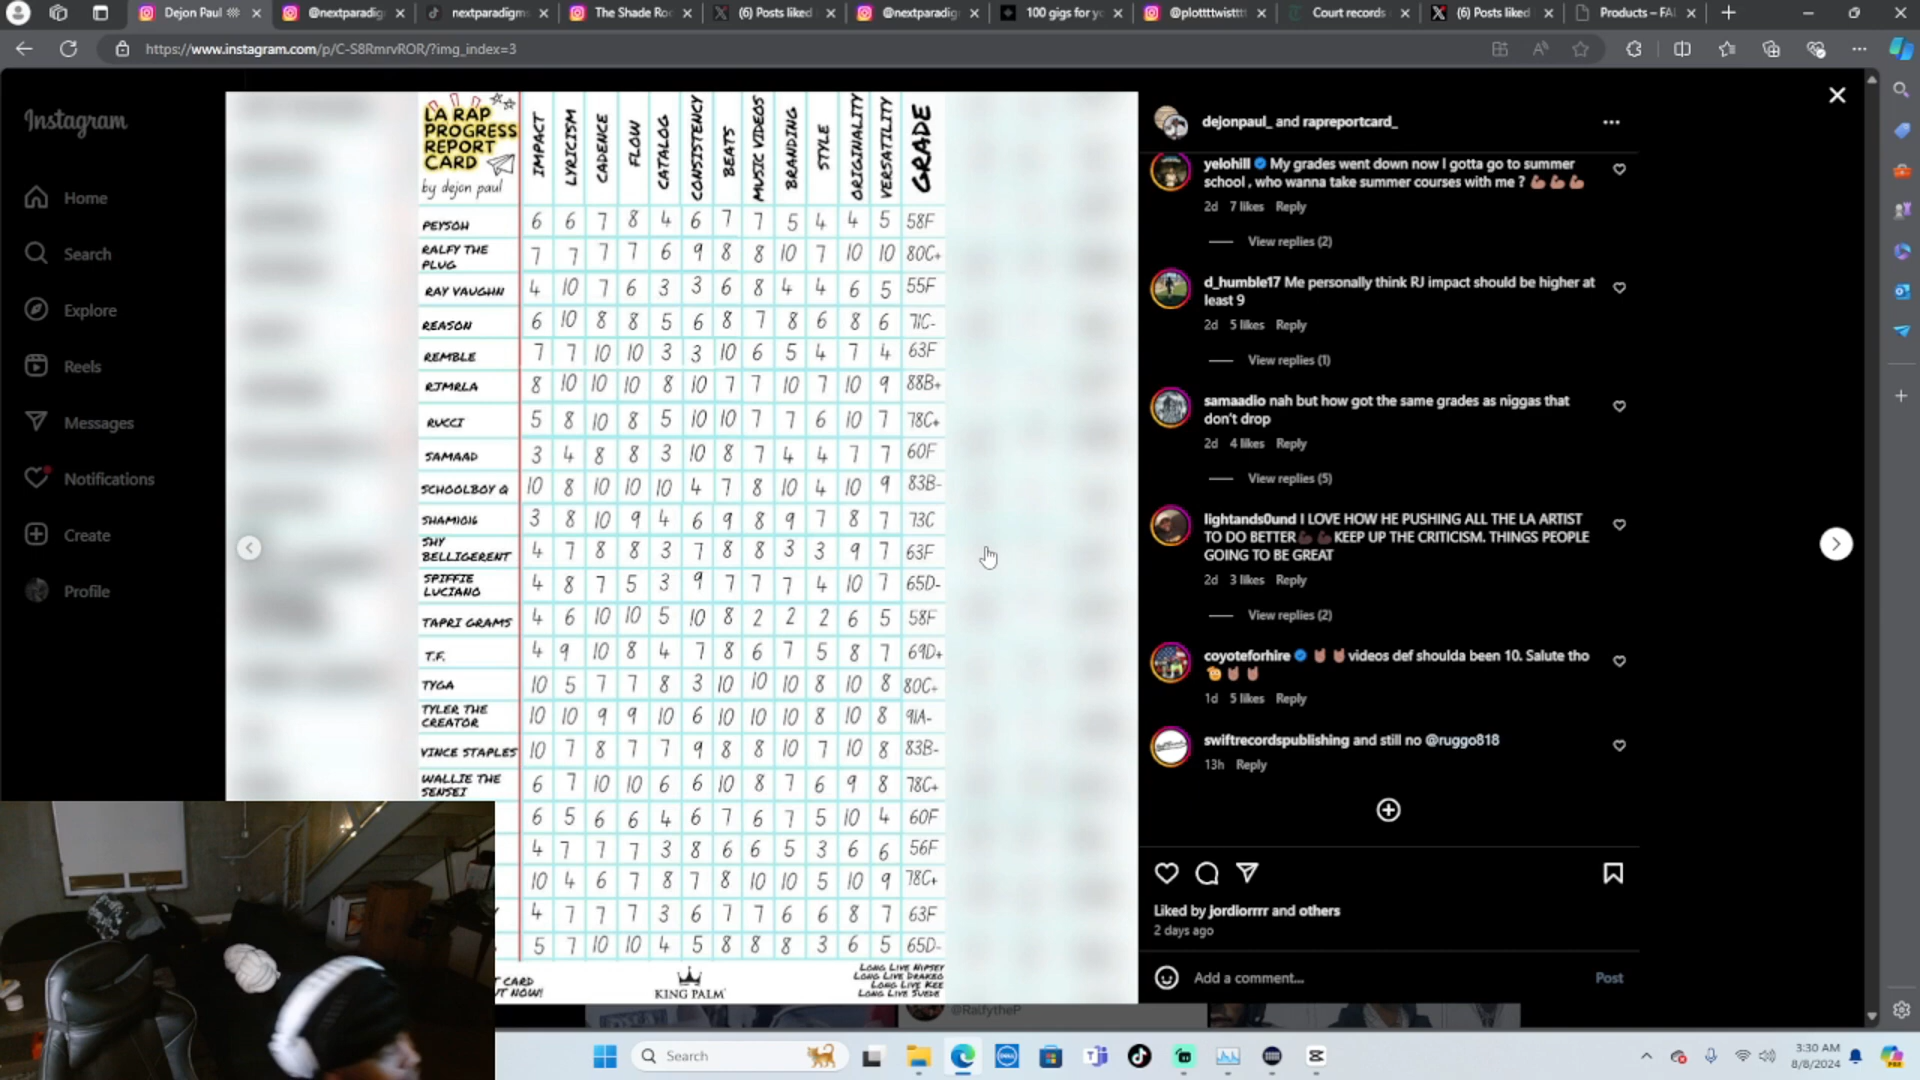 Dejon Paul
@nextparadig
nextparadigm
The Shade Ro
(6) Posts liked
@nextparadig
100 gigs for yo
@plottttwistttt
Court records
(6) Posts liked
Products – FAL
https://www.instagram.com/p/C-S8RmrvROR/?img_index=3
Instagram
Home
Search
Explore
Reels
Messages
Notifications
Create
Profile
LA RAP
PROGRESS
REPORT
CARD
by dejon paul
IMPACT LYRICISM CADENCE FLOW CATALOG CONSISTENCY BEATS MUSIC VIDEOS BRANDING STYLE ORIGINALITY VERSATILITY GRADE
PEYSOH 6 6 7 8 4 6 7 7 5 4 4 5 58F
RALFY THE
PLUG 7 7 7 7 6 9 8 8 10 7 10 10 80C+
RAY VAUGHN 4 10 7 6 3 3 6 8 4 4 6 5 55F
REASON 6 10 8 8 5 6 8 7 8 6 8 6 71C-
REMBLE 7 7 10 10 3 3 10 6 5 4 7 4 63F
RJMRLA 8 10 10 10 8 10 7 7 10 7 10 9 88B+
RUCCI 5 8 10 8 5 10 10 7 7 6 10 7 78C+
SAMAAD 3 4 8 8 3 10 8 7 4 4 7 7 60F
SCHOOLBOY Q 10 8 10 10 10 4 7 8 10 4 10 9 83B-
SHAM1016 3 8 10 9 4 6 9 8 9 7 8 7 73C
SHY
BELLIGERENT 4 7 8 8 3 7 8 8 3 3 9 7 63F
SPIFFIE
LUCIANO 4 8 7 5 3 9 7 7 7 4 10 7 65D-
TAPRI GRAMS 4 6 10 10 5 10 8 2 2 2 6 5 58F
T.F. 4 9 10 8 4 7 8 6 7 5 8 7 69D+
TYGA 10 5 7 7 8 3 10 10 10 8 10 8 80C+
TYLER THE
CREATOR 10 10 9 9 10 6 10 10 10 8 10 8 91A-
VINCE STAPLES 10 7 8 7 7 9 8 8 10 7 10 8 83B-
WALLIE THE
SENSEI 6 7 10 10 6 6 10 8 7 6 9 8 78C+
6 5 6 6 4 6 7 6 7 5 10 4 60F
4 7 7 7 3 8 6 6 5 3 6 6 56F
10 4 6 7 8 7 8 10 10 5 10 9 78C+
4 7 7 7 3 6 7 7 6 6 8 7 63F
5 7 10 10 4 5 8 8 8 3 6 5 65D-
CARD
T NOW!
KING PALM
LONG LIVE NIPSEY
LONG LIVE DRAKEO
LONG LIVE KEE
LONG LIVE SUEDE
@RalfytheP
dejonpaul_ and rapreportcard_
yelohill My grades went down now I gotta go to summer
school , who wanna take summer courses with me ? 💪🏽💪🏽💪🏽
2d 7 likes Reply
View replies (2)
d_humble17 Me personally think RJ impact should be higher at
least 9
2d 5 likes Reply
View replies (1)
samaadio nah but how got the same grades as niggas that
don't drop
2d 4 likes Reply
View replies (5)
lightands0und I LOVE HOW HE PUSHING ALL THE LA ARTIST
TO DO BETTER💪🏿💪🏿KEEP UP THE CRITICISM. THINGS PEOPLE
GOING TO BE GREAT
2d 3 likes Reply
View replies (2)
coyoteforhire videos def shoulda been 10. Salute tho
1d 5 likes Reply
swiftrecordspublishing and still no @ruggo818
13h Reply
Liked by jordiorrrr and others
2 days ago
Add a comment...
Post
Search
3:30 AM
8/8/2024